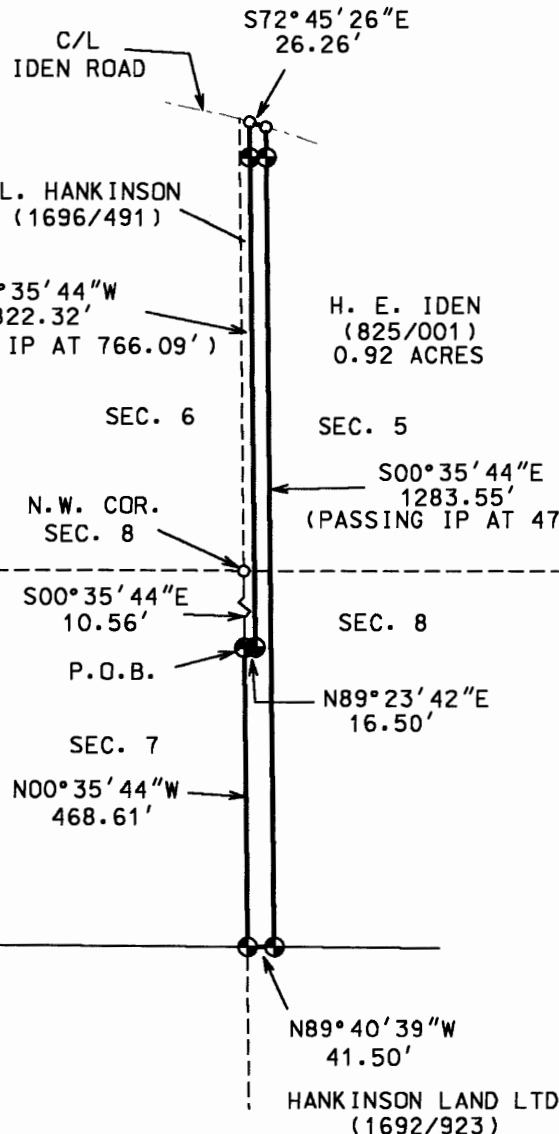 S72°45'26"E
26.26'
C/L
IDEN ROAD
L. HANKINSON
(1696/491)
°35'44"W
322.32'
IP AT 766.09')
H. E. IDEN
(825/001)
0.92 ACRES
SEC. 6
SEC. 5
S00°35'44"E
1283.55'
(PASSING IP AT 47
N.W. COR.
SEC. 8
S00°35'44"E
10.56'
SEC. 8
P.O.B.
N89°23'42"E
16.50'
SEC. 7
N00°35'44"W
468.61'
N89°40'39"W
41.50'
HANKINSON LAND LTD
(1692/923)